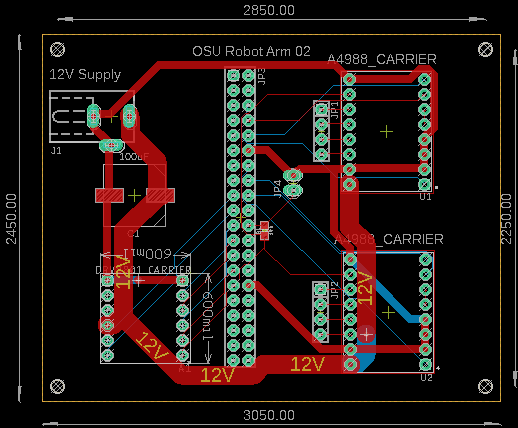 2850.00
OSU Robot Arm 02
A4988_CARRIER
12V Supply
JP3
JP1
J1
100uF
JP4
U1
2450.00
2250.00
C1
A4988_CARRIER
600mil
12V
600mil
JP2
12V
12V
12V
12V
A1
U2
3050.00